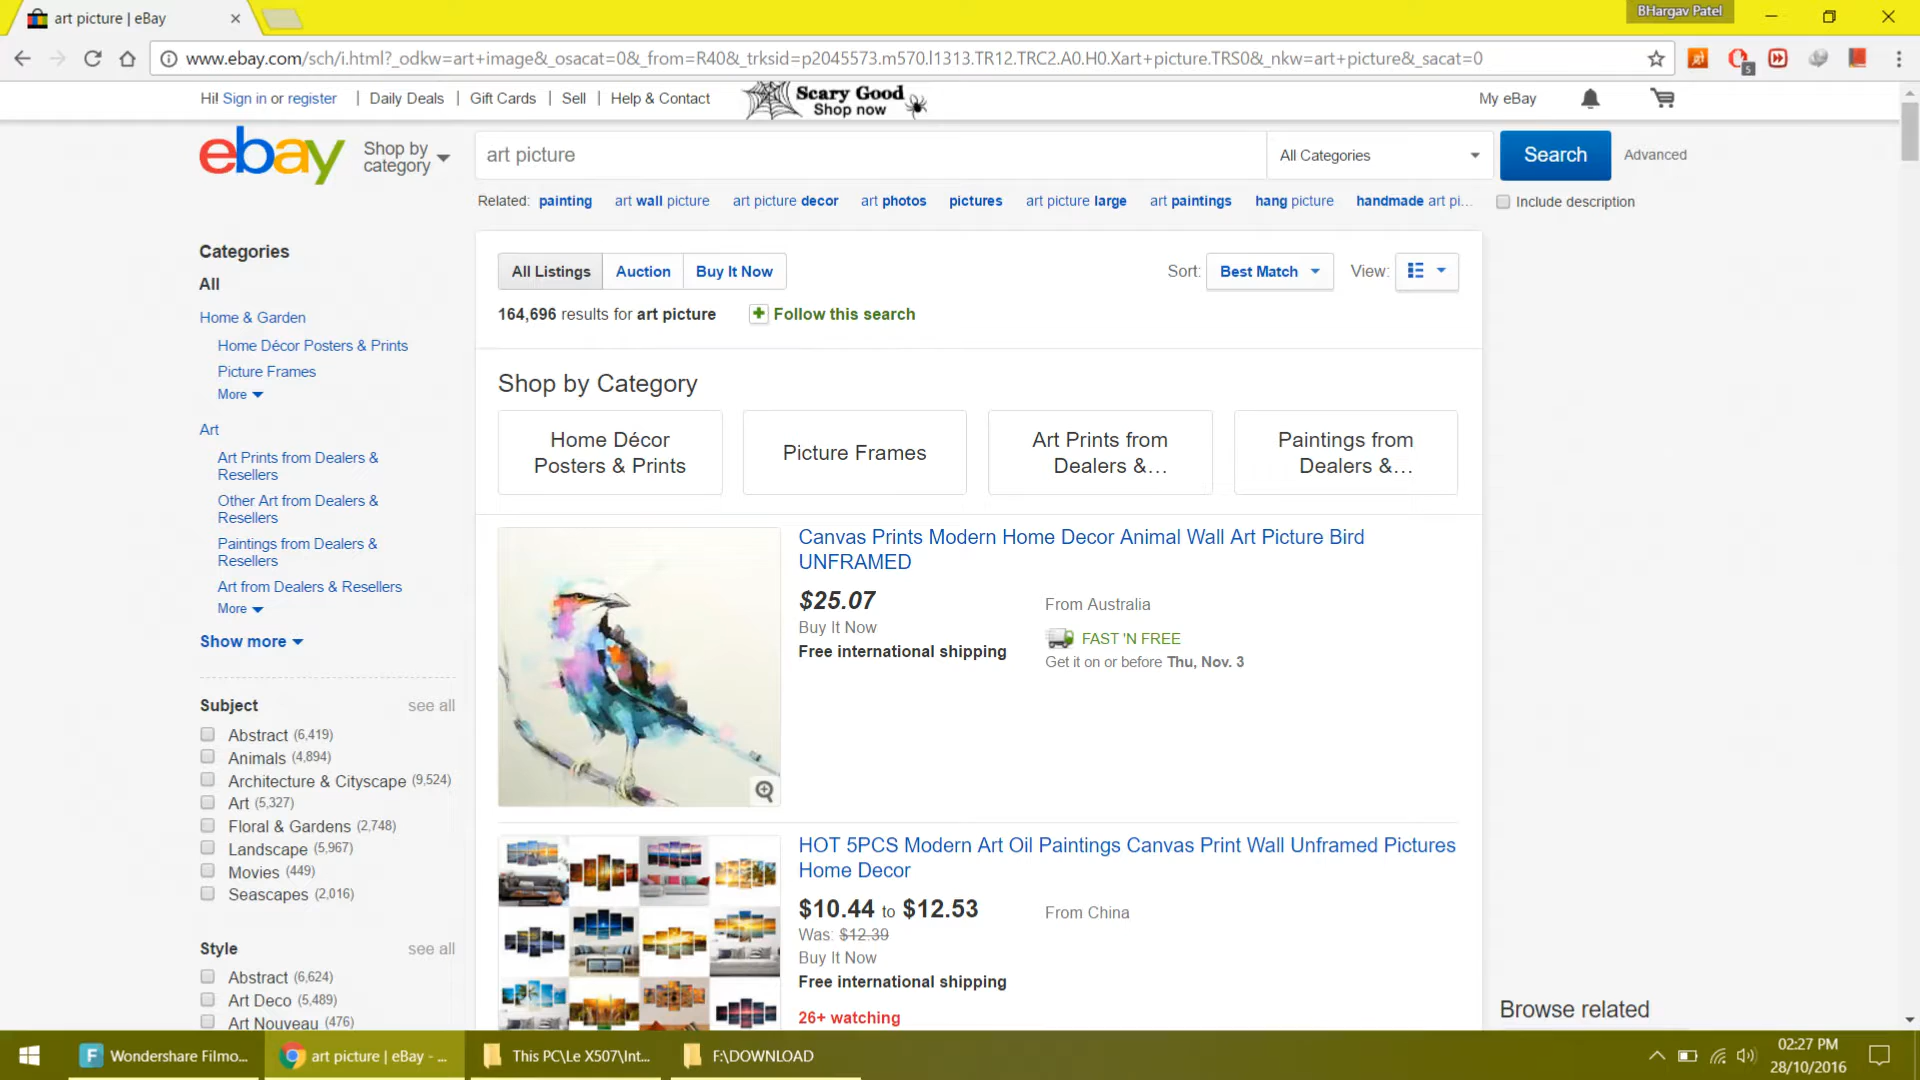 art picture | eBay
BHargav Patel
www.ebay.com/sch/i.html?_odkw=art+image&_osacat=0&_from=R40&_trksid=p2045573.m570.l1313.TR12.TRC2.A0.H0.Xart+picture.TRS0&_nkw=art+picture&_sacat=0
5
Hi! Sign in or register | Daily Deals | Gift Cards | Sell | Help & Contact
Scary Good
Shop now
My eBay
ebay
Shop by
category
art picture
All Categories
Search
Advanced
Related: painting art wall picture art picture decor art photos pictures art picture large art paintings hang picture handmade art pi...
Include description
Categories
All
Home & Garden
Home Décor Posters & Prints
Picture Frames
More
Art
Art Prints from Dealers &
Resellers
Other Art from Dealers &
Resellers
Paintings from Dealers &
Resellers
Art from Dealers & Resellers
More
Show more
Subject see all
Abstract (6,419)
Animals (4,894)
Architecture & Cityscape (9,524)
Art (5,327)
Floral & Gardens (2,748)
Landscape (5,967)
Movies (449)
Seascapes (2,016)
Style see all
Abstract (6,624)
Art Deco (5,489)
Art Nouveau (476)
All Listings Auction Buy It Now
Sort: Best Match
View:
164,696 results for art picture
Follow this search
Shop by Category
Home Décor
Posters & Prints
Picture Frames
Art Prints from
Dealers &...
Paintings from
Dealers &...
Canvas Prints Modern Home Decor Animal Wall Art Picture Bird
UNFRAMED
$25.07
Buy It Now
Free international shipping
From Australia
FAST 'N FREE
Get it on or before Thu, Nov. 3
HOT 5PCS Modern Art Oil Paintings Canvas Print Wall Unframed Pictures
Home Decor
$10.44 to $12.53
Was: $12.39
Buy It Now
Free international shipping
26+ watching
From China
Browse related
Wondershare Filmo...
art picture | eBay - ...
This PC\Le X507\Int...
F:\DOWNLOAD
02:27 PM
28/10/2016